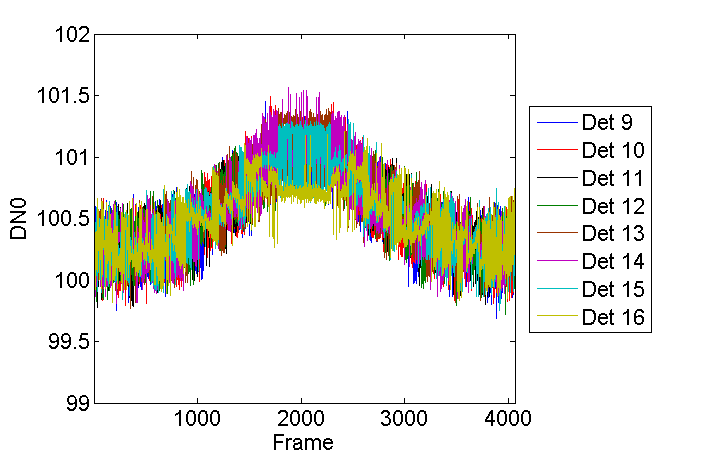 102
101.5
101
100.5
100
99.5
99
DN0
1000
2000
3000
4000
Frame
Det 9
Det 10
Det 11
Det 12
Det 13
Det 14
Det 15
Det 16